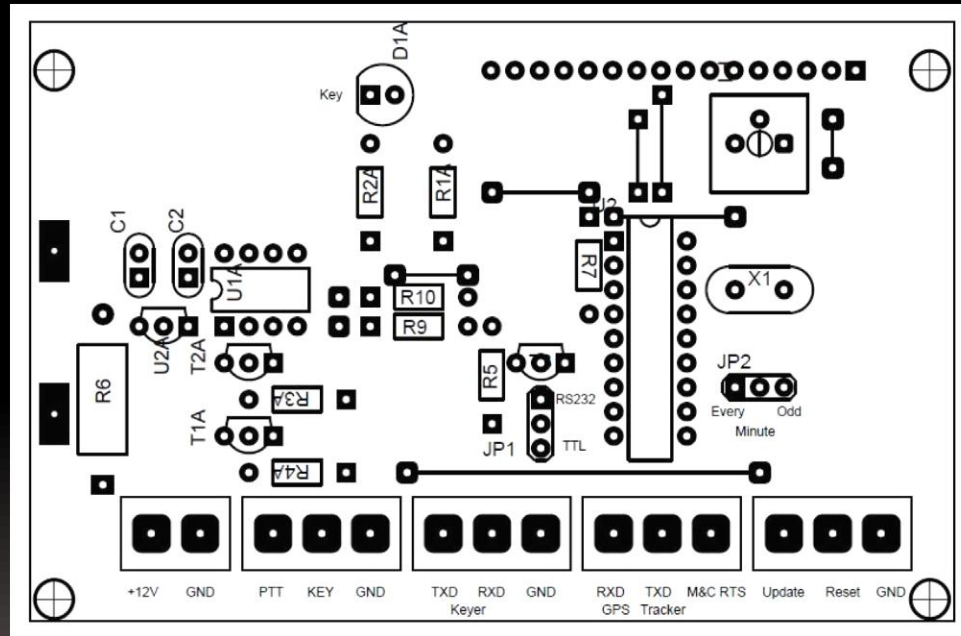 D1A
Key
R2A
R1A
U2
C1
C2
U1A
R7
X1
R10
R9
U2A
T2A
R6
R5
JP2
RS232
R3A
Every Odd
Minute
T1A
JP1
TTL
R4A
+12V GND PTT KEY GND TXD RXD GND RXD TXD M&C RTS Update Reset GND
Keyer GPS Tracker